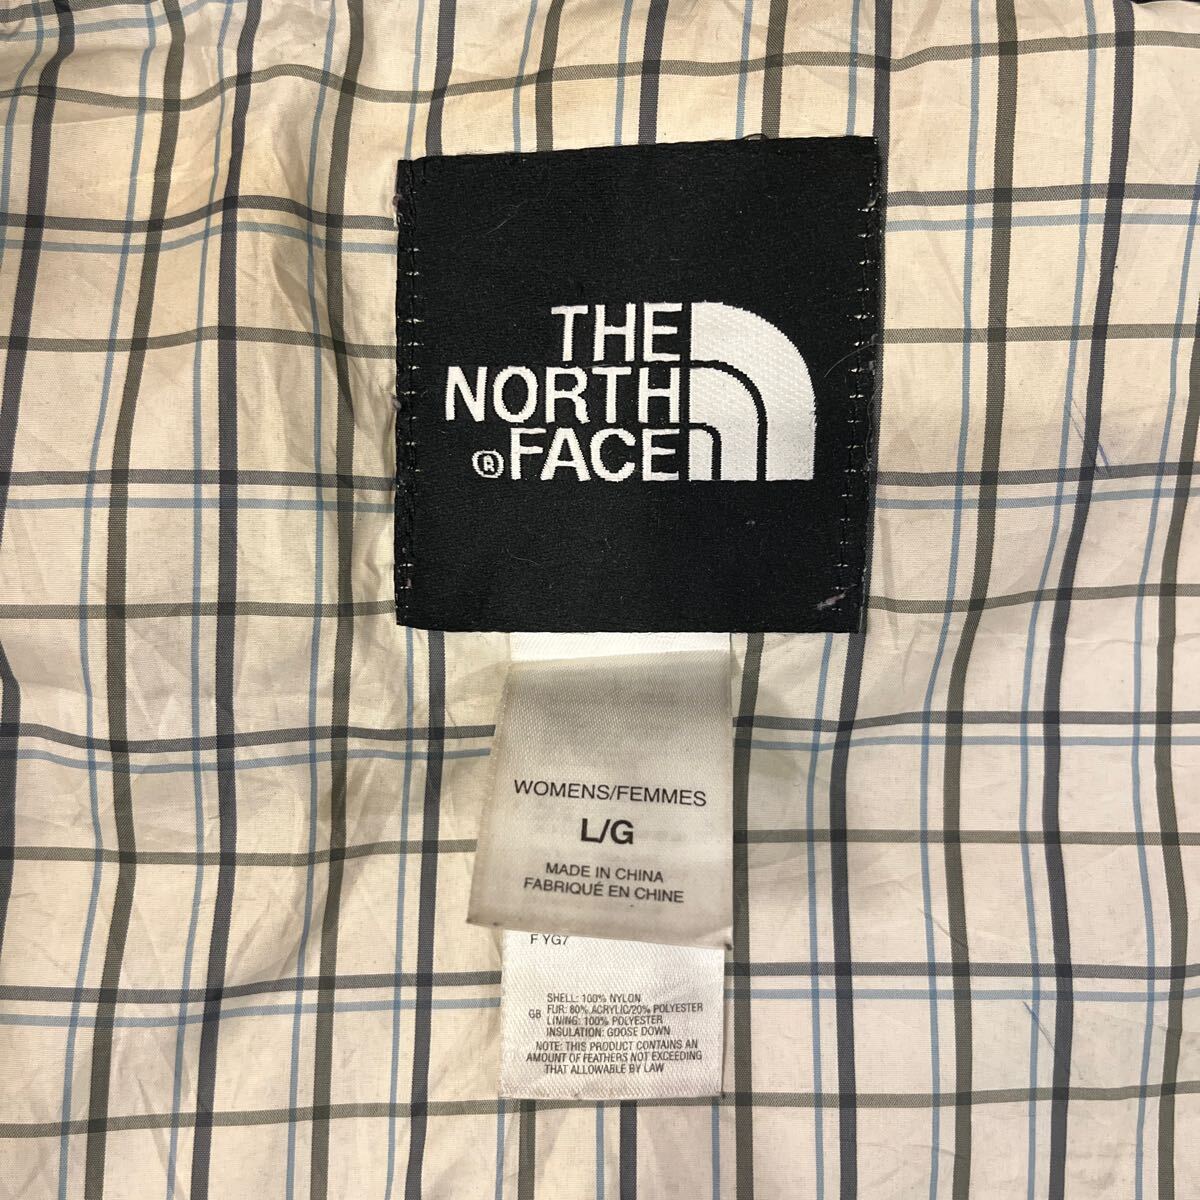 THE
NORTH
® FACE
WOMENS/FEMMES
L/G
MADE IN CHINA
FABRIQUÉ EN CHINE
F YG7
SHELL: 100% NYLON
GB FUR: 80% ACRYLIC/20% POLYESTER
LINING: 100% POLYESTER
INSULATION: GOOSE DOWN
NOTE: THIS PRODUCT CONTAINS AN
AMOUNT OF FEATHERS NOT EXCEEDING
THAT ALLOWABLE BY LAW